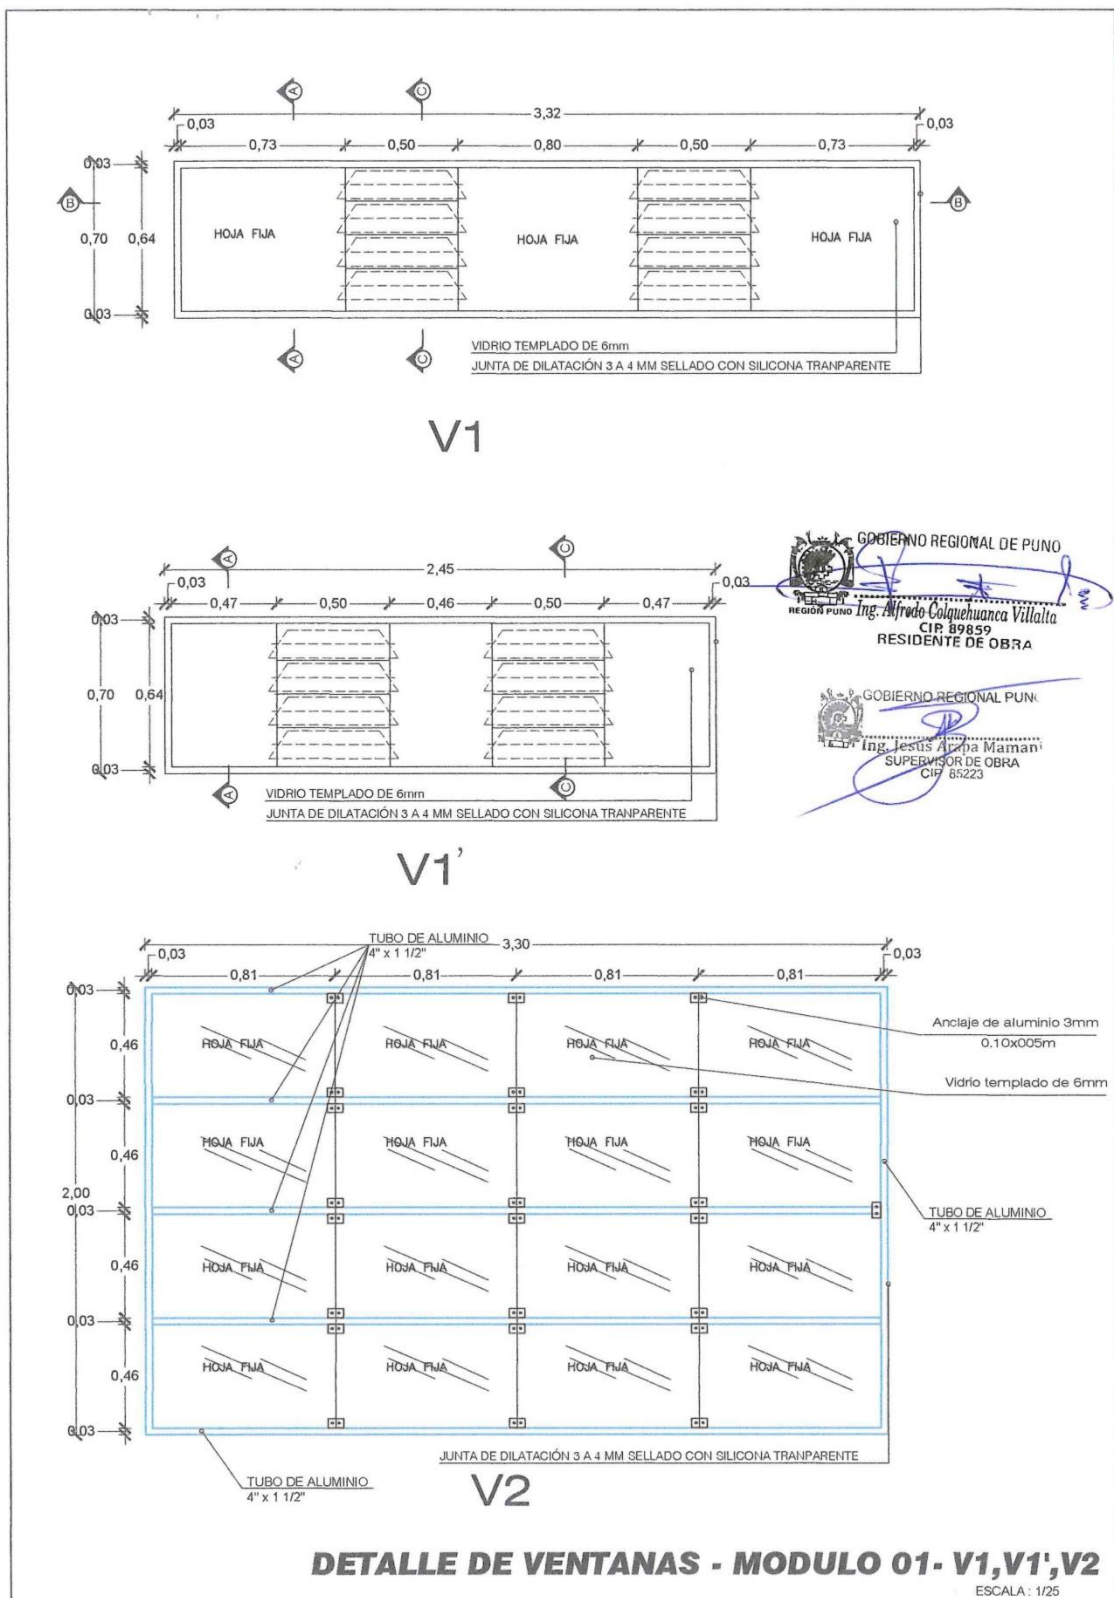 A
C
3,32
0,03
0,03
0,73
0,50
0,80
0,50
0,73
0,03
B
B
0,70
0,64
HOJA FIJA
HOJA FIJA
HOJA FIJA
0,03
A
C
VIDRIO TEMPLADO DE 6mm
JUNTA DE DILATACIÓN 3 A 4 MM SELLADO CON SILICONA TRANPARENTE
V1
A
C
2,45
0,03
0,03
0,47
0,50
0,46
0,50
0,47
0,03
0,70
0,64
0,03
A
C
VIDRIO TEMPLADO DE 6mm
JUNTA DE DILATACIÓN 3 A 4 MM SELLADO CON SILICONA TRANPARENTE
V1'
GOBIERNO REGIONAL DE PUNO
REGIÓN PUNO
Ing. Alfredo Colquehuanca Villalta
CIP. 89859
RESIDENTE DE OBRA
GOBIERNO REGIONAL PUN
Ing. Jesús Arapa Mamani
SUPERVISOR DE OBRA
CIP. 85223
TUBO DE ALUMINIO
4" x 1 1/2"
3,30
0,03
0,03
0,81
0,81
0,81
0,81
0,03
0,46
HOJA FIJA
HOJA FIJA
HOJA FIJA
HOJA FIJA
Anclaje de aluminio 3mm
0.10x005m
Vidrio templado de 6mm
0,03
0,46
HOJA FIJA
HOJA FIJA
HOJA FIJA
HOJA FIJA
2,00
0,03
TUBO DE ALUMINIO
4" x 1 1/2"
0,46
HOJA FIJA
HOJA FIJA
HOJA FIJA
HOJA FIJA
0,03
0,46
HOJA FIJA
HOJA FIJA
HOJA FIJA
HOJA FIJA
0,03
JUNTA DE DILATACIÓN 3 A 4 MM SELLADO CON SILICONA TRANPARENTE
TUBO DE ALUMINIO
4" x 1 1/2"
V2
DETALLE DE VENTANAS - MODULO 01- V1,V1',V2
ESCALA : 1/25